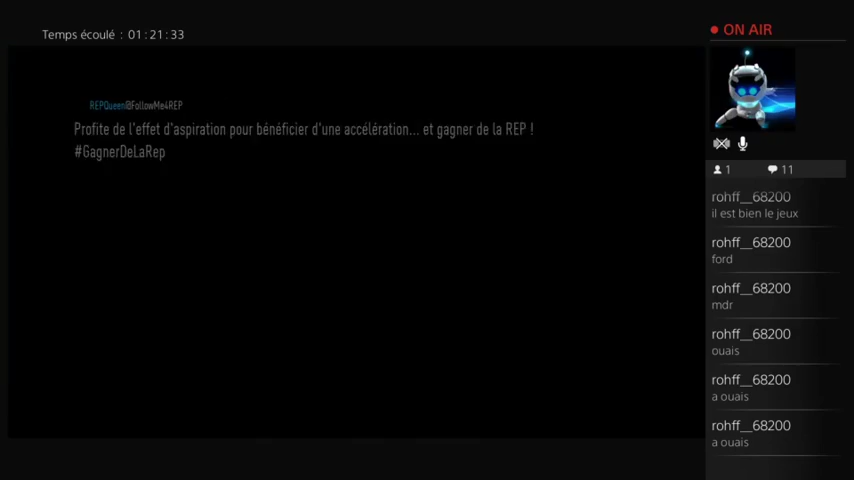 Temps écoulé : 01:21:33
ON AIR
REPQueen@FollowMe4REP
Profite de l'effet d'aspiration pour bénéficier d'une accélération... et gagner de la REP !
#GagnerDeLaRep
1
11
rohff__68200
il est bien le jeux
rohff__68200
ford
rohff__68200
mdr
rohff__68200
ouais
rohff__68200
a ouais
rohff__68200
a ouais